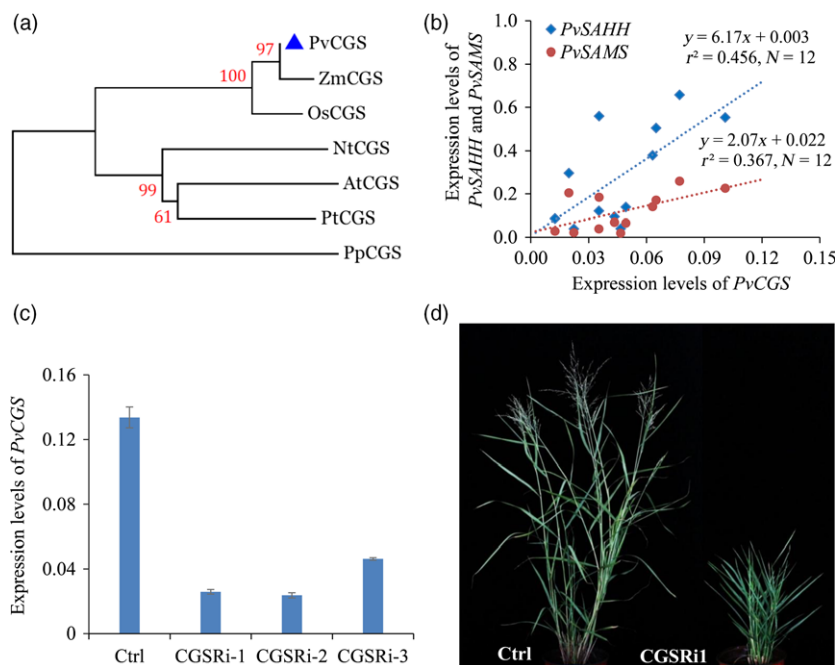 (a)
97
PvCGS
100
ZmCGS
OsCGS
NtCGS
99
AtCGS
61
PtCGS
PpCGS
(b)
Expression levels of
PvSAHH and PvSAMS
1.0
0.8
0.6
0.4
0.2
0.0
PvSAHH
PvSAMS
y = 6.17x + 0.003
r² = 0.456, N = 12
y = 2.07x + 0.022
r² = 0.367, N = 12
0.00 0.03 0.06 0.09 0.12 0.15
Expression levels of PvCGS
(c)
Expression levels of PvCGS
0.16
0.12
0.08
0.04
0
Ctrl CGSRi-1 CGSRi-2 CGSRi-3
(d)
Ctrl CGSRi1